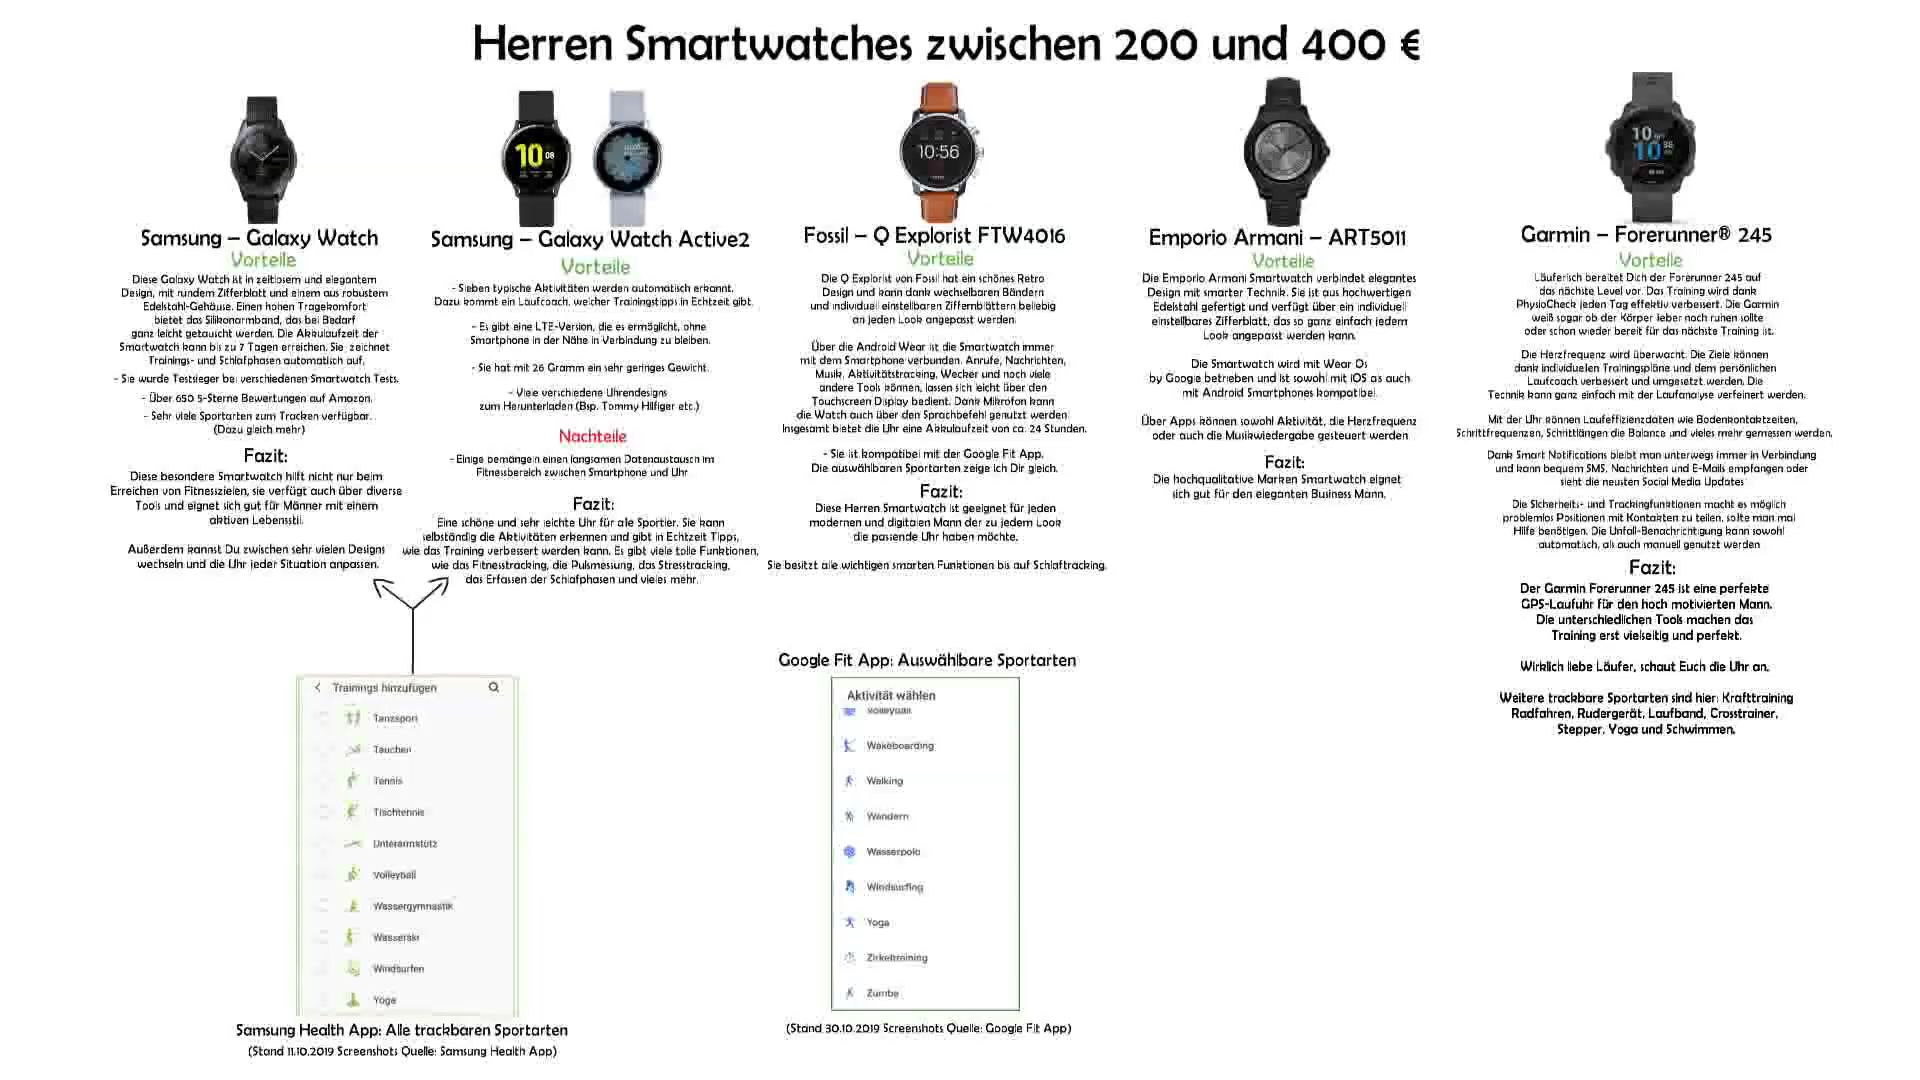 Herren Smartwatches zwischen 200 und 400 €
Samsung – Galaxy Watch
Vorteile
Diese Galaxy Watch ist in zeitlosem und elegantem
Design, mit rundem Zifferblatt und einem aus robustem
Edelstahl-Gehäuse. Einen hohen Tragekomfort
bietet das Silikonarmband, das bei Bedarf
ganz leicht getauscht werden. Die Akkulaufzeit der
Smartwatch kann bis zu 7 Tagen erreichen. Sie zeichnet
Trainings- und Schlafphasen automatisch auf.
- Sie wurde Testsieger bei verschiedenen Smartwatch Tests.
- Über 650 5-Sterne Bewertungen auf Amazon.
- Sehr viele Sportarten zum Tracken verfügbar.
(Dazu gleich mehr)
Fazit:
Diese besondere Smartwatch hilft nicht nur beim
Erreichen von Fitnesszielen, sie verfügt auch über diverse
Tools und eignet sich gut für Männer mit einem
aktiven Lebensstil.
Außerdem kannst Du zwischen sehr vielen Designs
wechseln und die Uhr jeder Situation anpassen.
10 08
Samsung – Galaxy Watch Active2
Vorteile
- Sieben typische Aktivitäten werden automatisch erkannt.
Dazu kommt ein Laufcoach, welcher Trainingstipps in Echtzeit gibt.
- Es gibt eine LTE-Version, die es ermöglicht, ohne
Smartphone in der Nähe in Verbindung zu bleiben.
- Sie hat mit 26 Gramm ein sehr geringes Gewicht.
- Viele verschiedene Uhrendesigns
zum Herunterladen (Bsp. Tommy Hilfiger etc.)
Nachteile
- Einige bemängeln einen langsamen Datenaustausch im
Fitnessbereich zwischen Smartphone und Uhr
Fazit:
Eine schöne und sehr leichte Uhr für alle Sportler. Sie kann
selbständig die Aktivitäten erkennen und gibt in Echtzeit Tipps,
wie das Training verbessert werden kann. Es gibt viele tolle Funktionen,
wie das Fitnesstracking, die Pulsmessung, das Stresstracking,
das Erfassen der Schlafphasen und vieles mehr.
10:56
Fossil – Q Explorist FTW4016
Vorteile
Die Q Explorist von Fossil hat ein schönes Retro
Design und kann dank wechselbaren Bändern
und individuell einstellbaren Ziffernblättern beliebig
an jeden Look angepasst werden.
Über die Android Wear ist die Smartwatch immer
mit dem Smartphone verbunden. Anrufe, Nachrichten,
Musik, Aktivitätstracking, Wecker und noch viele
andere Tools können, lassen sich leicht über den
Touchscreen Display bedient. Dank Mikrofon kann
die Watch auch über den Sprachbefehl genutzt werden.
Insgesamt bietet die Uhr eine Akkulaufzeit von ca. 24 Stunden.
- Sie ist kompatibel mit der Google Fit App.
Die auswählbaren Sportarten zeige ich Dir gleich.
Fazit:
Diese Herren Smartwatch ist geeignet für jeden
modernen und digitalen Mann der zu jedem Look
die passende Uhr haben möchte.
Sie besitzt alle wichtigen smarten Funktionen bis auf Schlaftracking.
Emporio Armani – ART5011
Vorteile
Die Emporio Armani Smartwatch verbindet elegantes
Design mit smarter Technik. Sie ist aus hochwertigen
Edelstahl gefertigt und verfügt über ein individuell
einstellbares Zifferblatt, das so ganz einfach jedem
Look angepasst werden kann.
Die Smartwatch wird mit Wear Os
by Google betrieben und ist sowohl mit IOS als auch
mit Android Smartphones kompatibel.
Über Apps können sowohl Aktivität, die Herzfrequenz
oder auch die Musikwiedergabe gesteuert werden.
Fazit:
Die hochqualitative Marken Smartwatch eignet
sich gut für den eleganten Business Mann.
10
10
Garmin – Forerunner® 245
Vorteile
Läuferisch bereitet Dich der Forerunner 245 auf
das nächste Level vor. Das Training wird dank
PhysioCheck jeden Tag effektiv verbessert. Die Garmin
weiß sogar ob der Körper lieber noch ruhen sollte
oder schon wieder bereit für das nächste Training ist.
Die Herzfrequenz wird überwacht. Die Ziele können
dank individuellen Trainingspläne und dem persönlichen
Laufcoach verbessert und umgesetzt werden. Die
Technik kann ganz einfach mit der Laufanalyse verfeinert werden.
Mit der Uhr können Laufeffizienzdaten wie Bodenkontaktzeiten,
Schrittfrequenzen, Schrittlängen die Balance und vieles mehr gemessen werden.
Dank Smart Notifications bleibt man unterwegs immer in Verbindung
und kann bequem SMS, Nachrichten und E-Mails empfangen oder
sieht die neusten Social Media Updates
Die Sicherheits- und Trackingfunktionen macht es möglich
problemlos Positionen mit Kontakten zu teilen, sollte man mal
Hilfe benötigen. Die Unfall-Benachrichtigung kann sowohl
automatisch, als auch manuell genutzt werden
Fazit:
Der Garmin Forerunner 245 ist eine perfekte
GPS-Laufuhr für den hoch motivierten Mann.
Die unterschiedlichen Tools machen das
Training erst vielseitig und perfekt.
Wirklich liebe Läufer, schaut Euch die Uhr an.
Weitere trackbare Sportarten sind hier: Krafttraining
Radfahren, Rudergerät, Laufband, Crosstrainer,
Stepper, Yoga und Schwimmen.
Trainings hinzufügen
Tanzsport
Tauchen
Tennis
Tischtennis
Unterarmstütz
Volleyball
Wassergymnastik
Wasserski
Windsurfen
Yoga
Samsung Health App: Alle trackbaren Sportarten
(Stand 11.10.2019 Screenshots Quelle: Samsung Health App)
Google Fit App: Auswählbare Sportarten
Aktivität wählen
Volleyball
Wakeboarding
Walking
Wandern
Wasserpolo
Windsurfing
Yoga
Zirkeltraining
Zumba
(Stand 30.10.2019 Screenshots Quelle: Google Fit App)